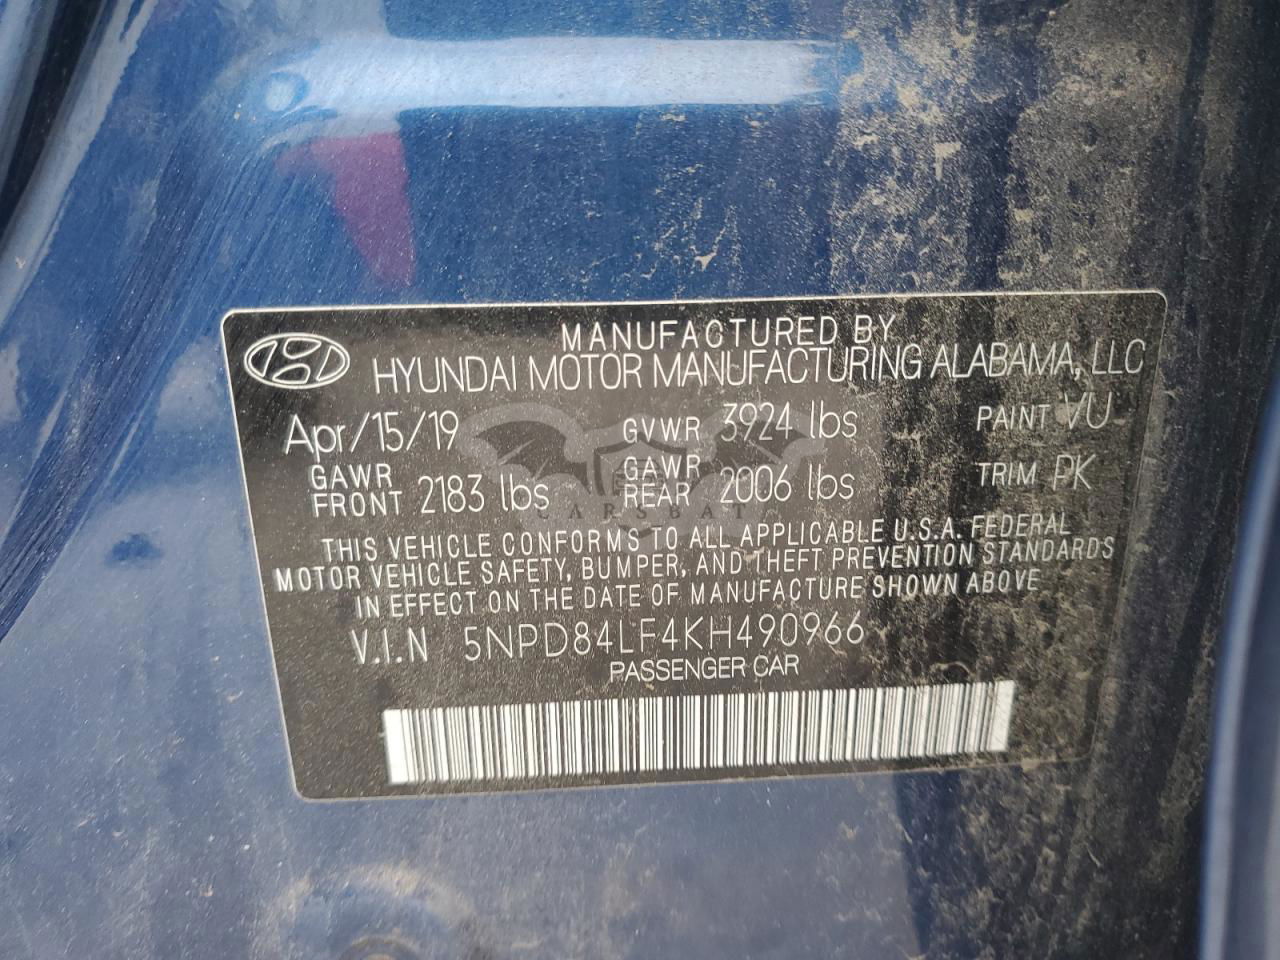 MANUFACTURED BY
HYUNDAI MOTOR MANUFACTURING ALABAMA, LLC
Apr/15/19 GVWR 3924 lbs PAINT VU
GAWR FRONT 2183 lbs GAWR REAR 2006 lbs TRIM PK
CARSBAT
THIS VEHICLE CONFORMS TO ALL APPLICABLE U.S.A. FEDERAL
MOTOR VEHICLE SAFETY, BUMPER, AND THEFT PREVENTION STANDARDS
IN EFFECT ON THE DATE OF MANUFACTURE SHOWN ABOVE
V.I.N 5NPD84LF4KH490966
PASSENGER CAR